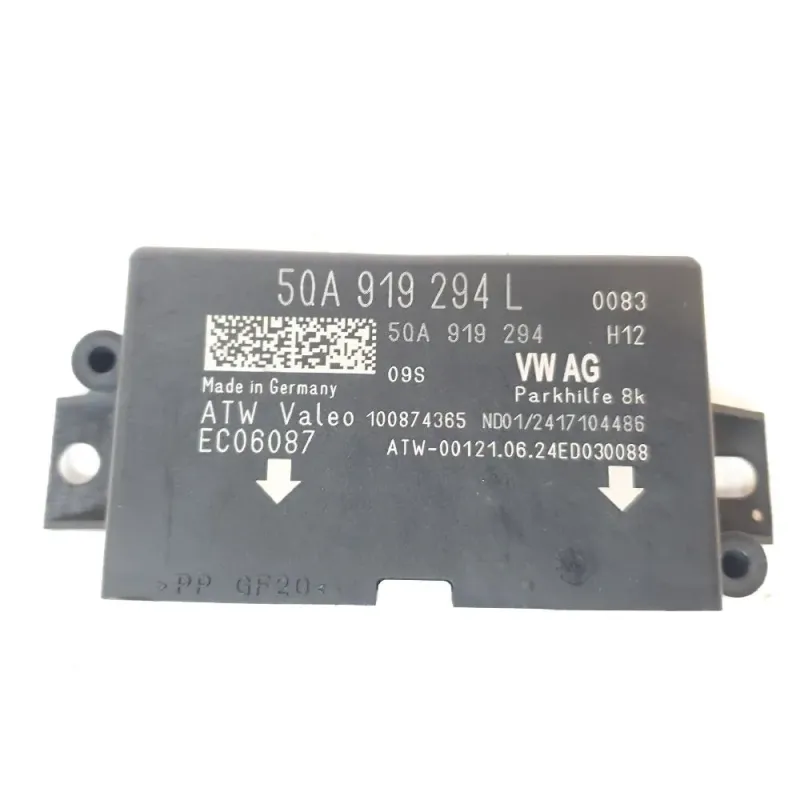 5QA 919 294 L 0083
5QA 919 294 H12
09S VW AG
Made in Germany Parkhilfe 8k
ATW Valeo 100874365 ND01/2417104486
EC06087 ATW-00121.06.24ED030088
>PP GF20<